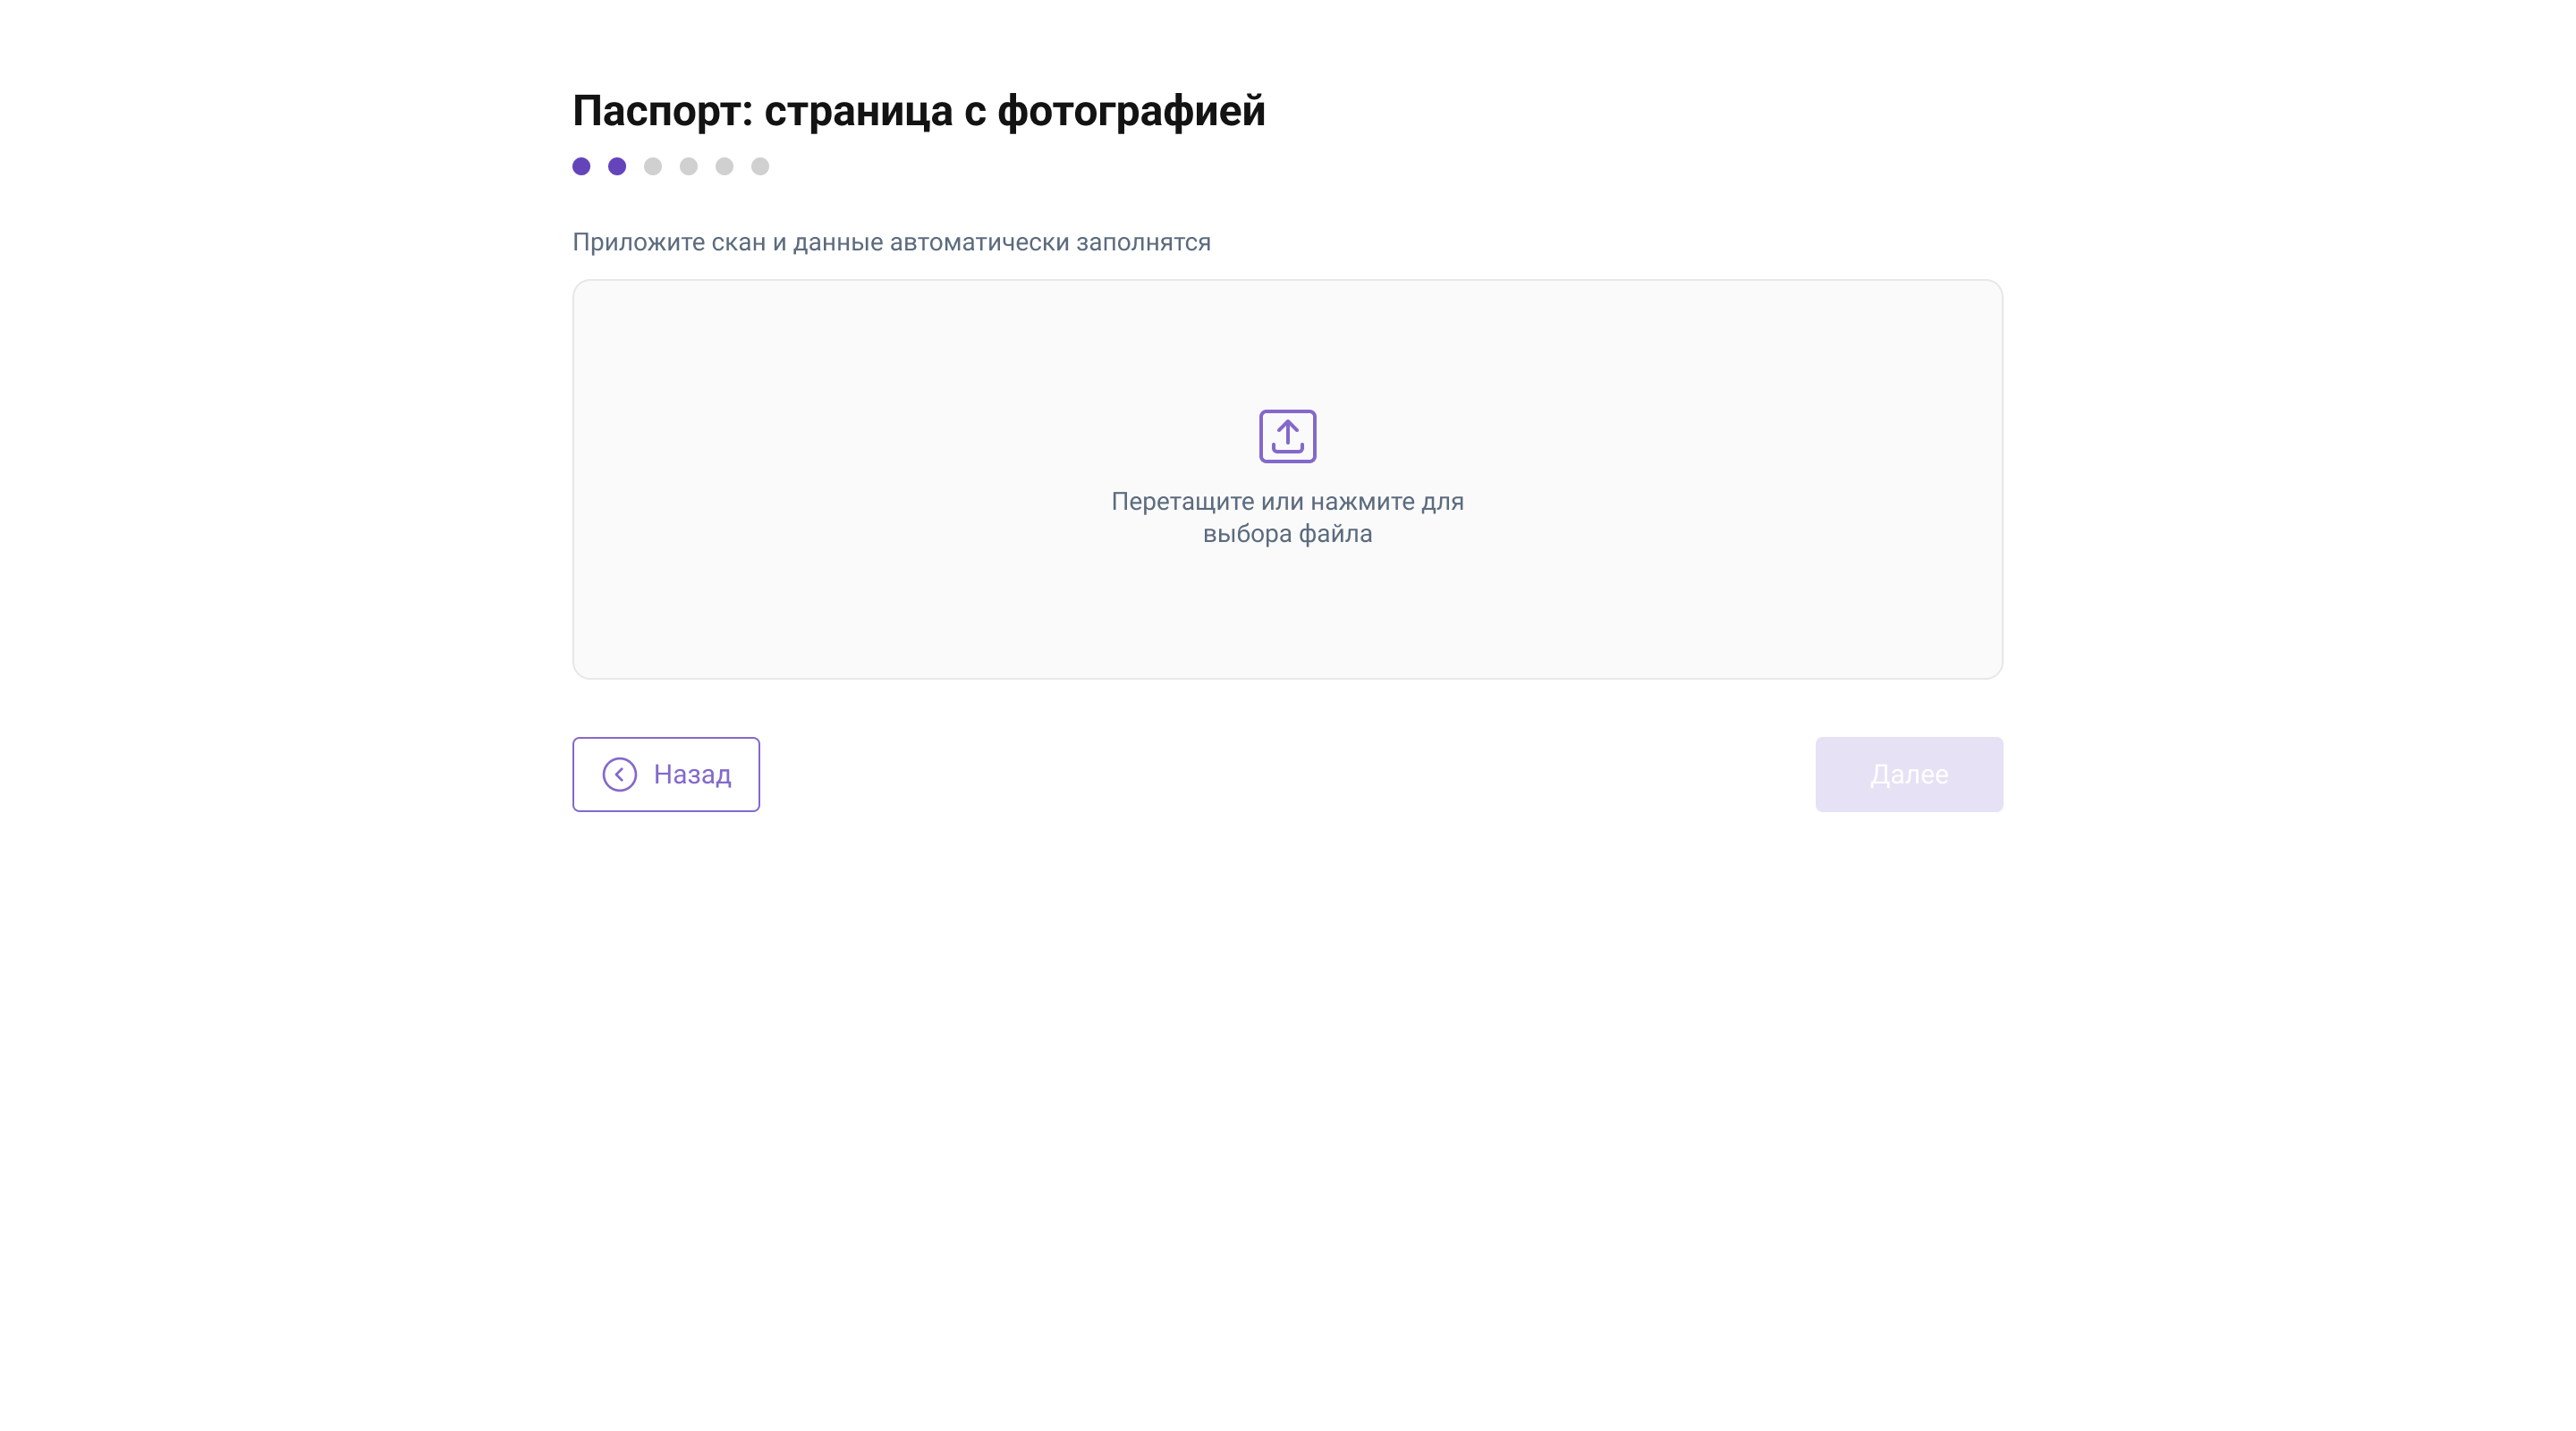 Паспорт: страница с фотографией
Приложите скан и данные автоматически заполнятся
Перетащите или нажмите для
выбора файла
Назад
Далее